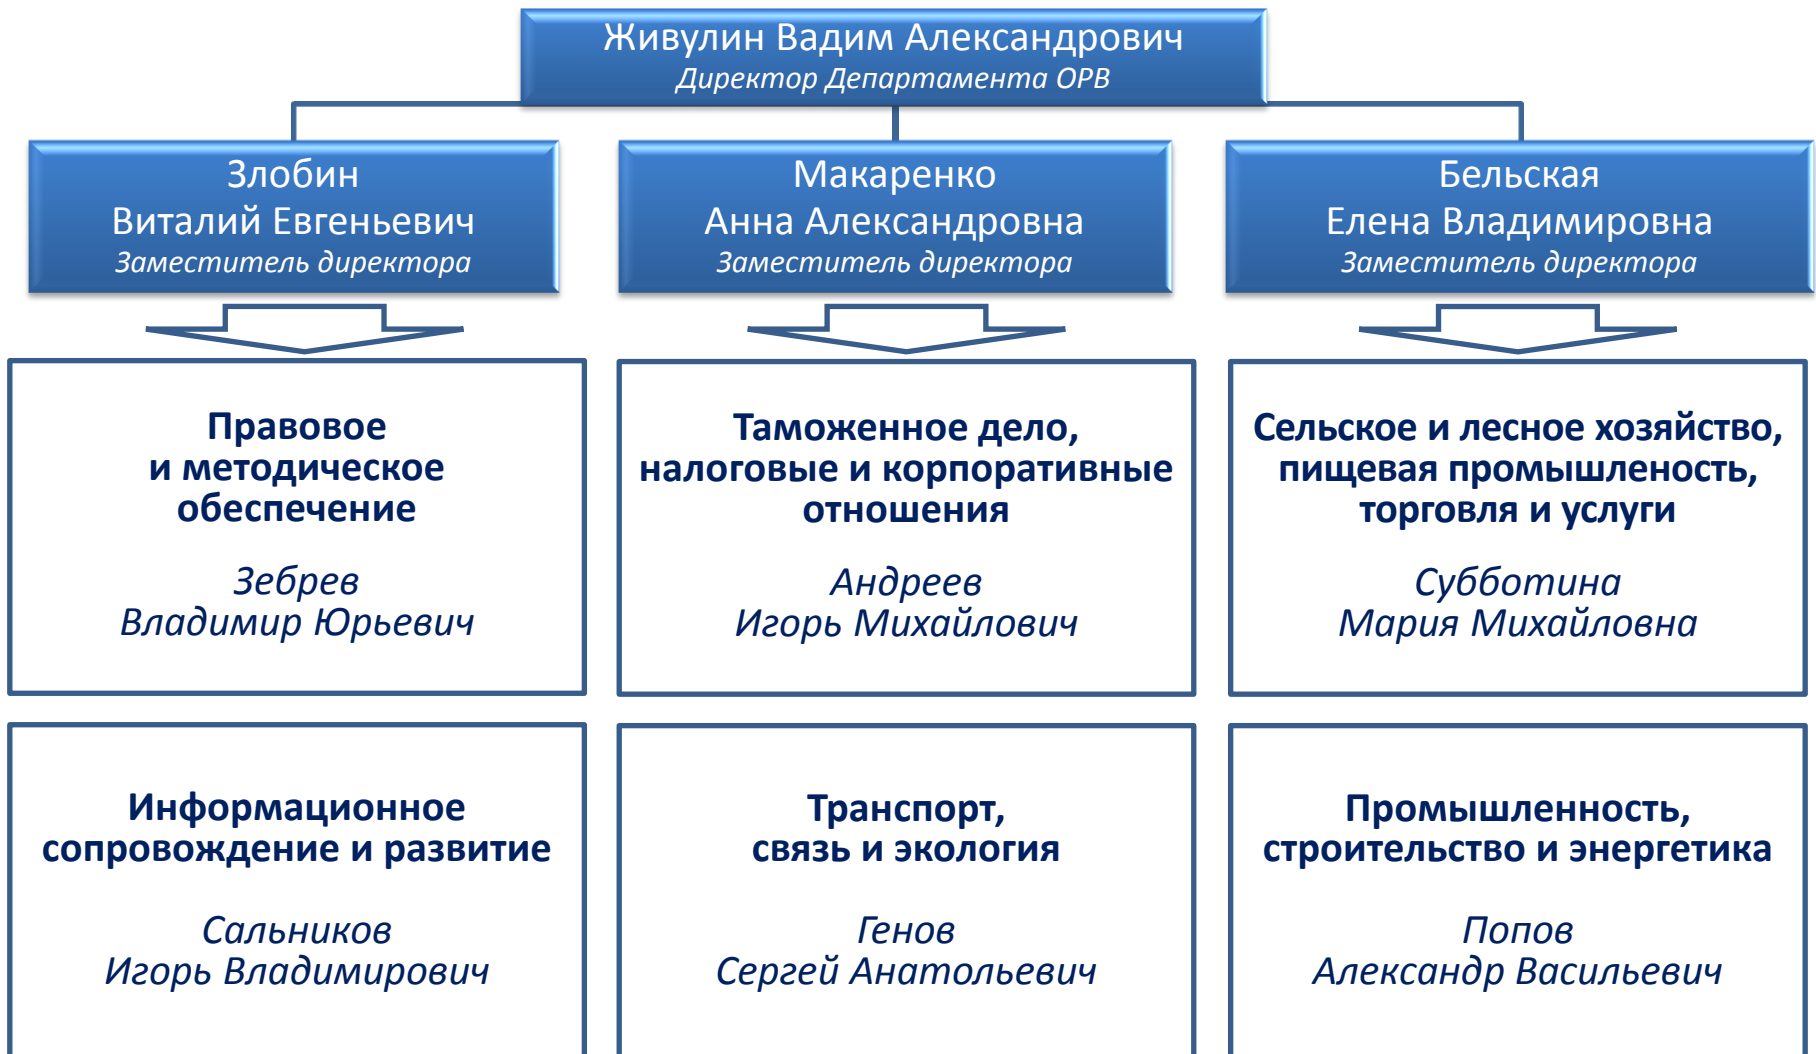 Живулин Вадим Александрович
Директор Департамента ОРВ
Злобин
Виталий Евгеньевич
Заместитель директора
Макаренко
Анна Александровна
Заместитель директора
Бельская
Елена Владимировна
Заместитель директора
Правовое
и методическое
обеспечение
Зебрев
Владимир Юрьевич
Таможенное дело,
налоговые и корпоративные
отношения
Андреев
Игорь Михайлович
Сельское и лесное хозяйство,
пищевая промышленость,
торговля и услуги
Субботина
Мария Михайловна
Информационное
сопровождение и развитие
Сальников
Игорь Владимирович
Транспорт,
связь и экология
Генов
Сергей Анатольевич
Промышленность,
строительство и энергетика
Попов
Александр Васильевич